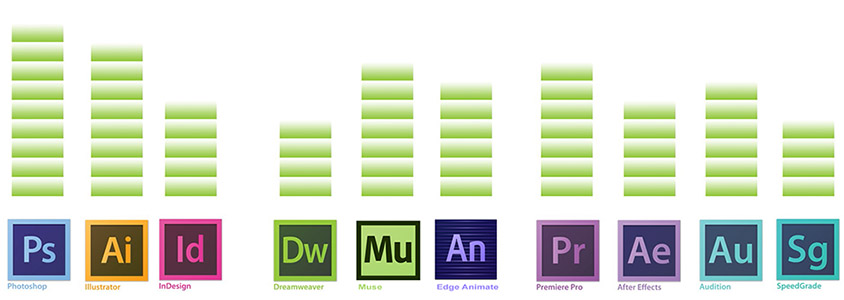 Ps Ai Id Dw Mu An Pr Ae Au Sg
Photoshop Illustrator InDesign Dreamweaver Muse Edge Animate Premiere Pro After Effects Audition SpeedGrade